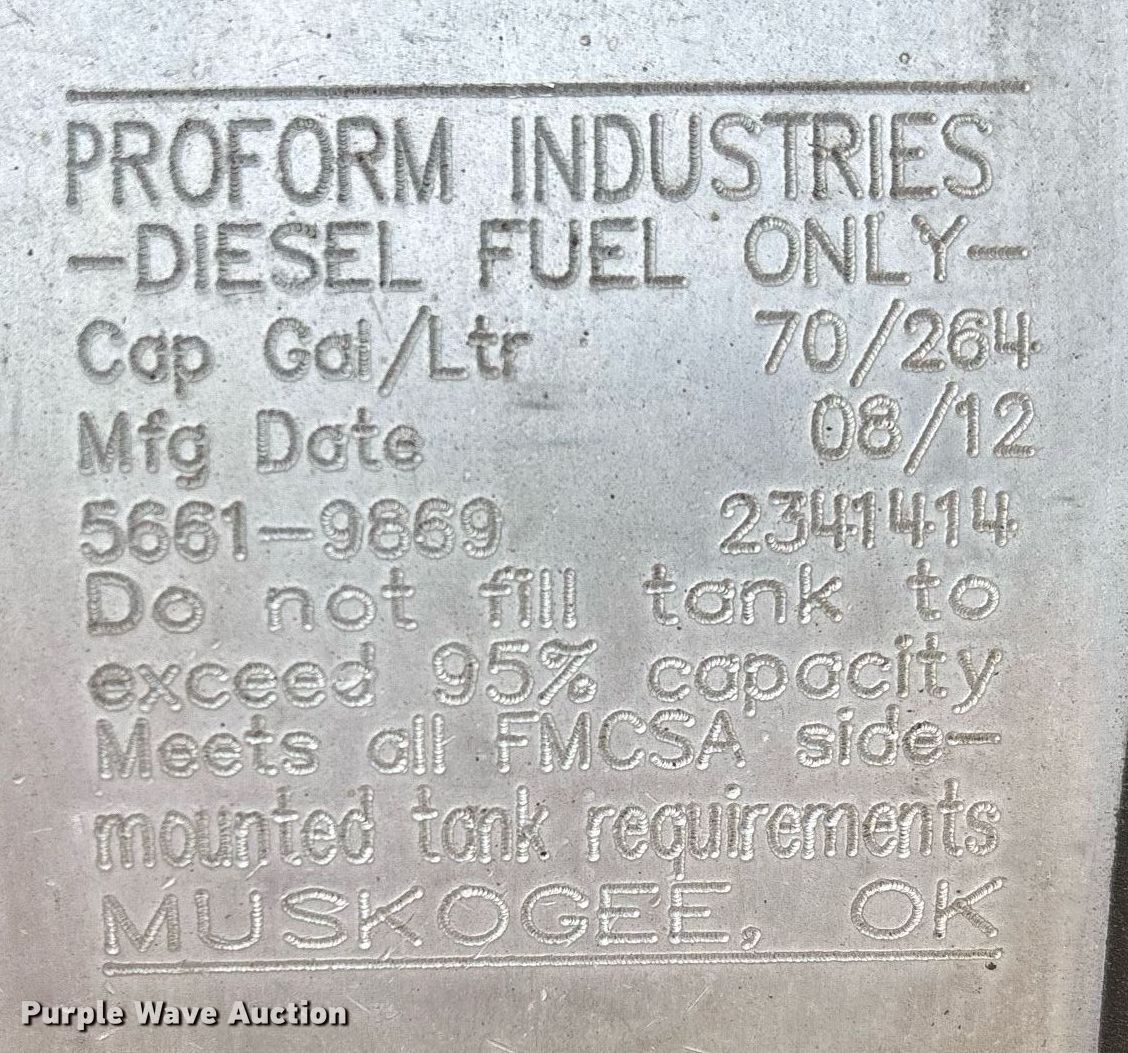 PROFORM INDUSTRIES
-DIESEL FUEL ONLY-
Cap Gal/Ltr 70/264
Mfg Date 08/12
5661-9869 2341414
Do not fill tank to
exceed 95% capacity
Meets all FMCSA side-
mounted tank requirements
MUSKOGEE, OK
Purple Wave Auction